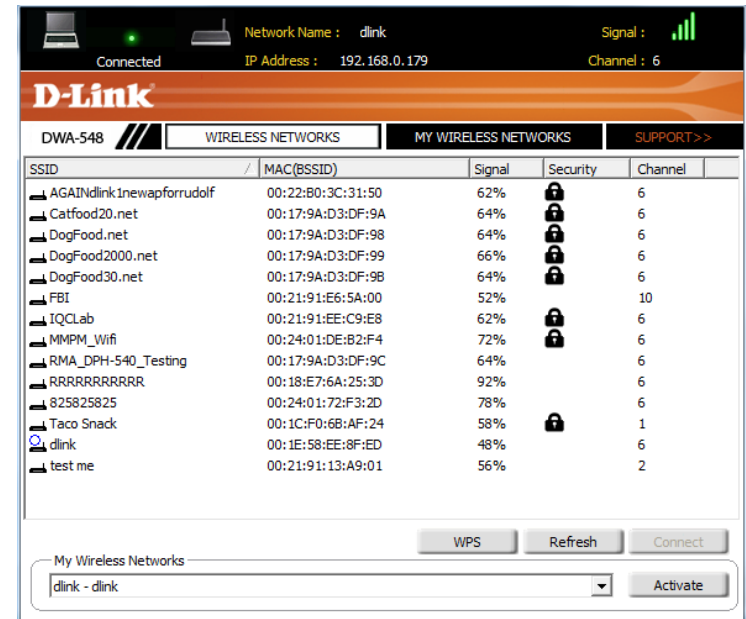 Network Name : dlink Signal :
Connected IP Address : 192.168.0.179 Channel : 6
D-Link
DWA-548 WIRELESS NETWORKS MY WIRELESS NETWORKS SUPPORT>>
SSID / MAC(BSSID) Signal Security Channel
AGAINdlink1newapforrudolf 00:22:B0:3C:31:50 62% 6
Catfood20.net 00:17:9A:D3:DF:9A 64% 6
DogFood.net 00:17:9A:D3:DF:98 64% 6
DogFood2000.net 00:17:9A:D3:DF:99 66% 6
DogFood30.net 00:17:9A:D3:DF:9B 64% 6
FBI 00:21:91:E6:5A:00 52% 10
IQCLab 00:21:91:EE:C9:E8 62% 6
MMPM_Wifi 00:24:01:DE:B2:F4 72% 6
RMA_DPH-540_Testing 00:17:9A:D3:DF:9C 64% 6
RRRRRRRRRRR 00:18:E7:6A:25:3D 92% 6
825825825 00:24:01:72:F3:2D 78% 6
Taco Snack 00:1C:F0:6B:AF:24 58% 1
dlink 00:1E:58:EE:8F:ED 48% 6
test me 00:21:91:13:A9:01 56% 2
WPS Refresh Connect
My Wireless Networks
dlink - dlink Activate